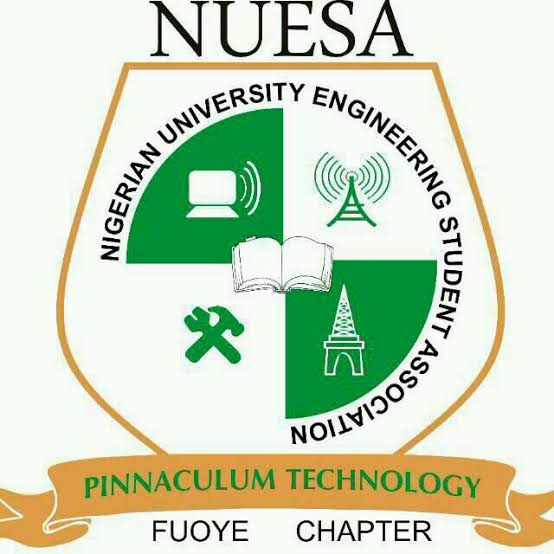 NUESA
NIGERIAN UNIVERSITY ENGINEERING STUDENT ASSOCIATION
PINNACULUM TECHNOLOGY
FUOYE CHAPTER